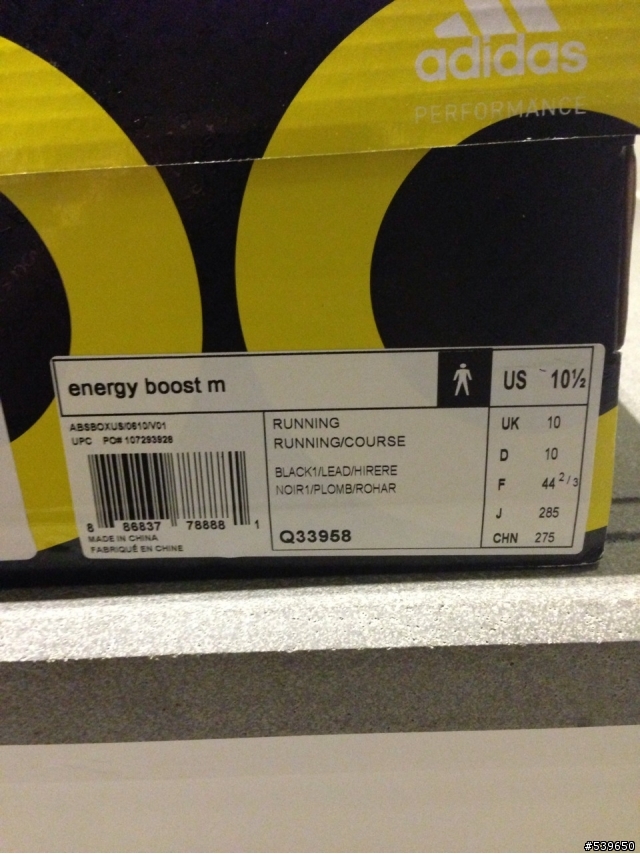 adidas
PERFORMANCE
energy boost m
US 10½
ABSBOXUS/0610/V01
UPC PO# 107293928
8 86837 78888 1
MADE IN CHINA
FABRIQUÉ EN CHINE
RUNNING
RUNNING/COURSE
BLACK1/LEAD/HIRERE
NOIR1/PLOMB/ROHAR
Q33958
UK 10
D 10
F 44 2/3
J 285
CHN 275
#539650